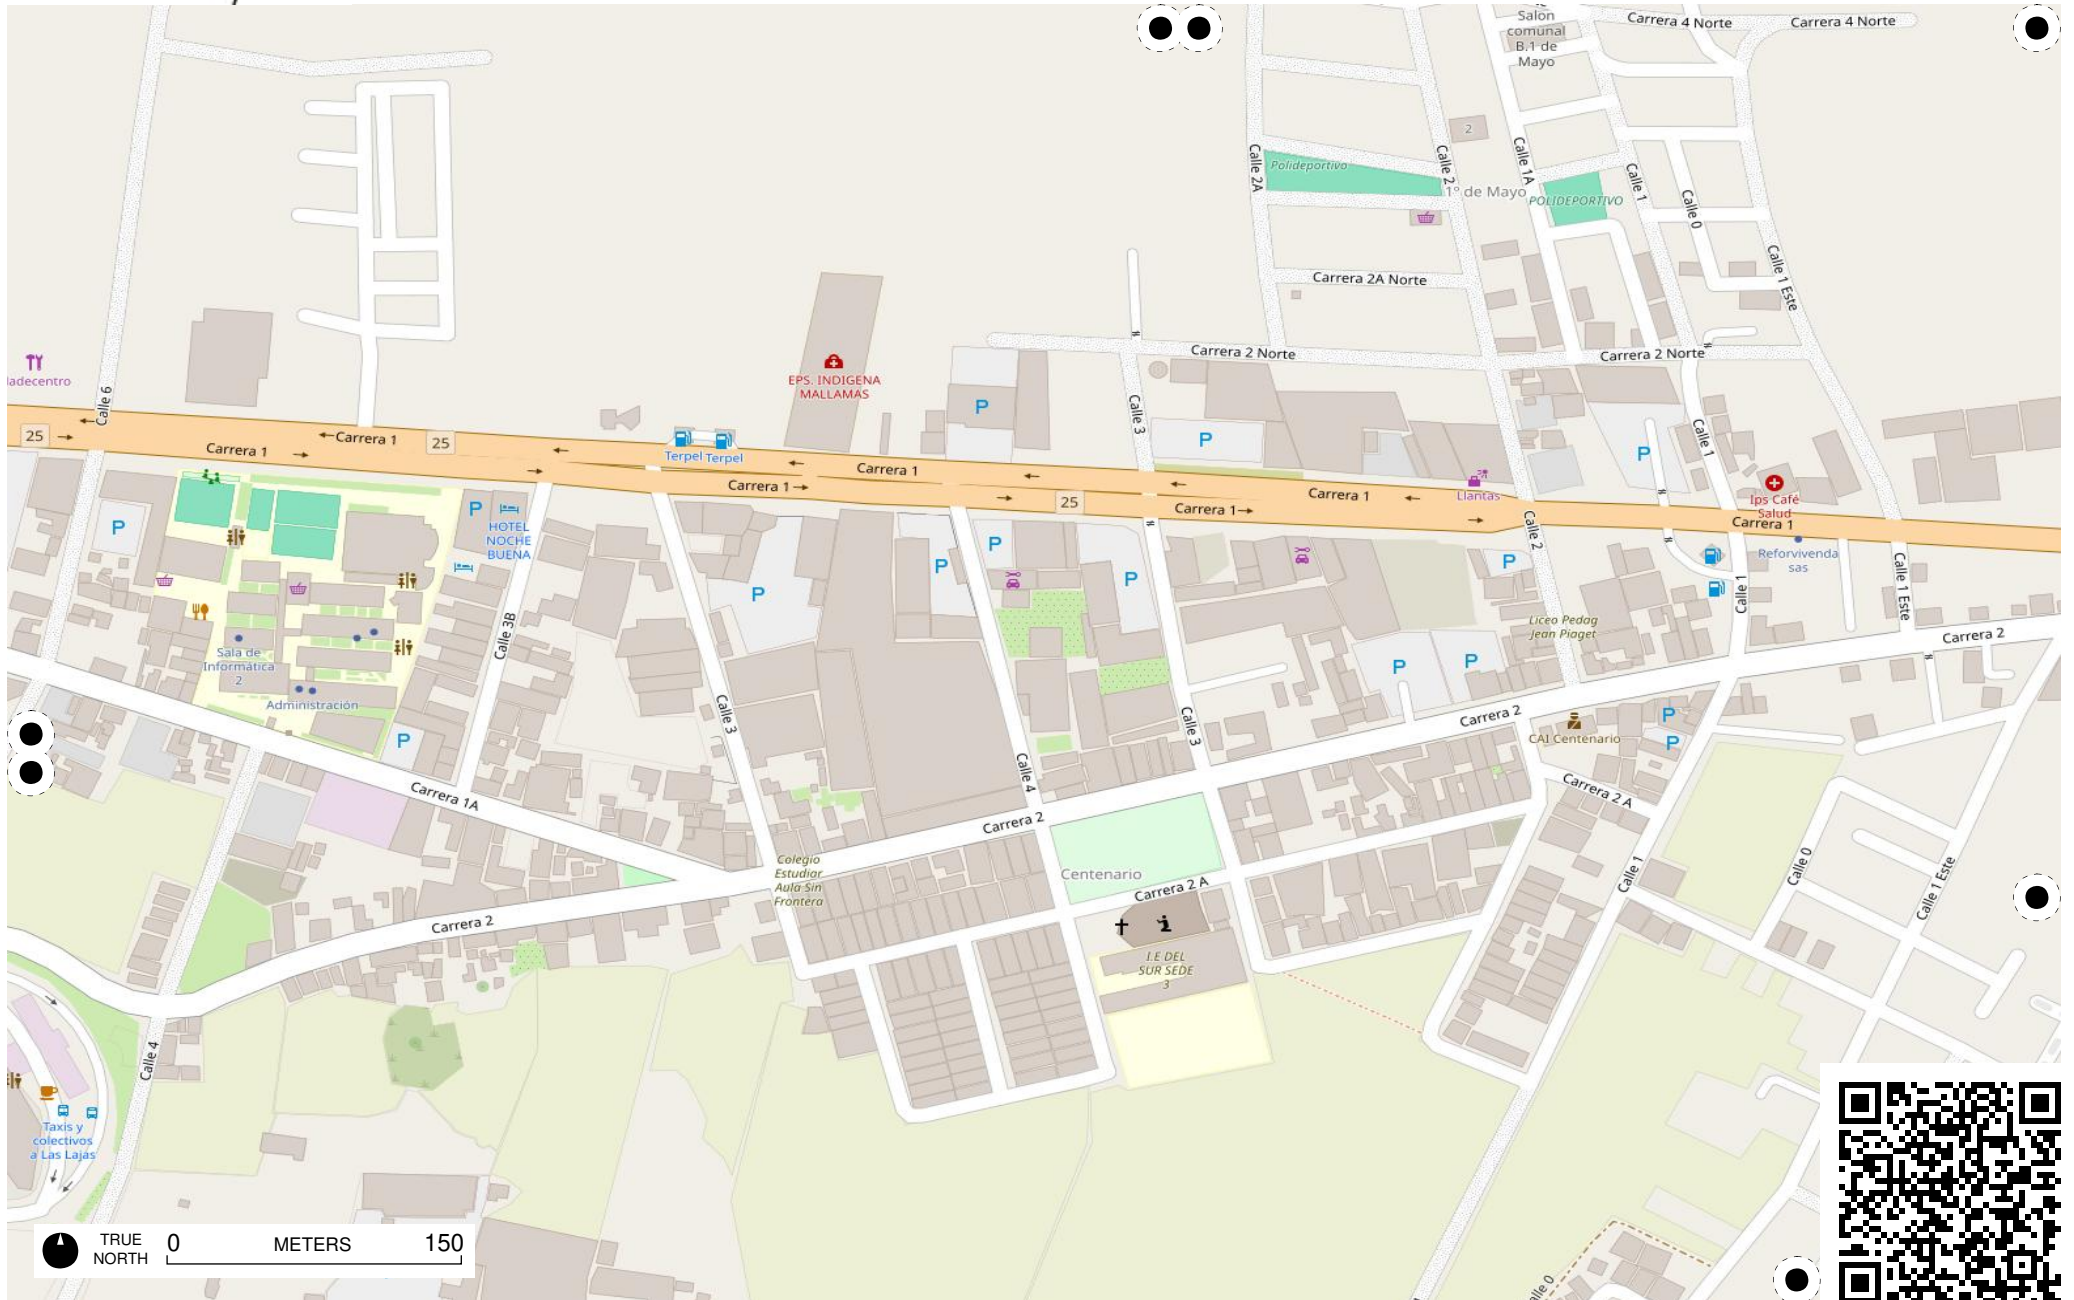 Carrera 4 Norte
Carrera 4 Norte
Salón
comunal
B.1 de
Mayo
2
Calle 2A
Polideportivo
Calle 2
1° de Mayo
Calle 1A
POLIDEPORTIVO
Calle 1
Calle 0
Calle 1 Este
Carrera 2A Norte
Carrera 2 Norte
Carrera 2 Norte
adecentro
Calle 6
EPS. INDIGENA
MALLAMAS
P
Calle 3
P
P
Calle 1
25
Carrera 1
Carrera 1
25
Terpel
Terpel
Carrera 1
Carrera 1
25
Carrera 1
Carrera 1
Llantas
Calle 2
Ips Café
Salud
Carrera 1
Reforvivenda
sas
P
P
HOTEL
NOCHE
BUENA
P
P
P
P
P
Calle 1
Calle 1 Este
Carrera 2
Calle 3B
Sala de
Informática
2
Administración
Liceo Pedag
Jean Piaget
P
P
P
Calle 3
Calle 3
Calle 4
Carrera 2
CAI Centenario
P
P
Carrera 1A
Carrera 2 A
Carrera 2
Colegio
Estudiar
Aula Sin
Frontera
Centenario
Carrera 2 A
Calle 1
Calle 0
Calle 1 Este
Carrera 2
I.E DEL
SUR SEDE
3
Calle 4
Taxis y
colectivos
a Las Lajas
TRUE
NORTH
0 METERS 150